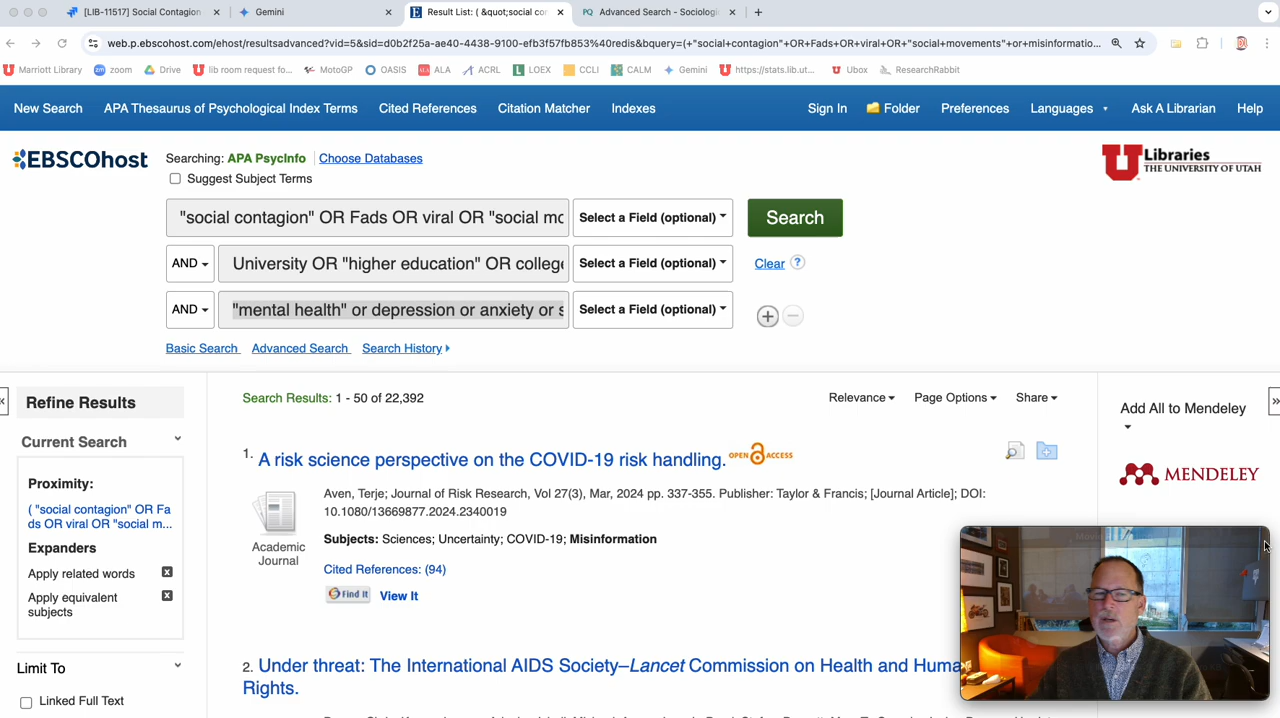 [LIB-11517] Social Contagion
Gemini
Result List: ( &quot;social co
Advanced Search - Sociologi
web.p.ebscohost.com/ehost/resultsadvanced?vid=5&sid=d0b2f25a-ae40-4438-9100-efb3f57fb853%40redis&bquery=(+"social+contagion"+OR+Fads+OR+viral+OR+"social+movements"+or+misinformatio...
Marriott Library
zoom
Drive
lib room request fo...
MotoGP
OASIS
ALA
ACRL
LOEX
CCLI
CALM
Gemini
https://stats.lib.ut...
Ubox
ResearchRabbit
New Search
APA Thesaurus of Psychological Index Terms
Cited References
Citation Matcher
Indexes
Sign In
Folder
Preferences
Languages
Ask A Librarian
Help
EBSCOhost
Searching: APA PsycInfo
Choose Databases
Suggest Subject Terms
U Libraries
THE UNIVERSITY OF UTAH
"social contagion" OR Fads OR viral OR "social mo
Select a Field (optional)
Search
AND
University OR "higher education" OR college
Select a Field (optional)
Clear
?
AND
"mental health" or depression or anxiety or s
Select a Field (optional)
Basic Search
Advanced Search
Search History
Refine Results
Search Results: 1 - 50 of 22,392
Relevance
Page Options
Share
Add All to Mendeley
MENDELEY
Current Search
Proximity:
( "social contagion" OR Fa
ds OR viral OR "social m...
Expanders
Apply related words
Apply equivalent
subjects
Limit To
Linked Full Text
1. A risk science perspective on the COVID-19 risk handling.
OPEN ACCESS
Academic
Journal
Aven, Terje; Journal of Risk Research, Vol 27(3), Mar, 2024 pp. 337-355. Publisher: Taylor & Francis; [Journal Article]; DOI:
10.1080/13669877.2024.2340019
Subjects: Sciences; Uncertainty; COVID-19; Misinformation
Cited References: (94)
Find It
View It
2. Under threat: The International AIDS Society–Lancet Commission on Health and Huma
Rights.